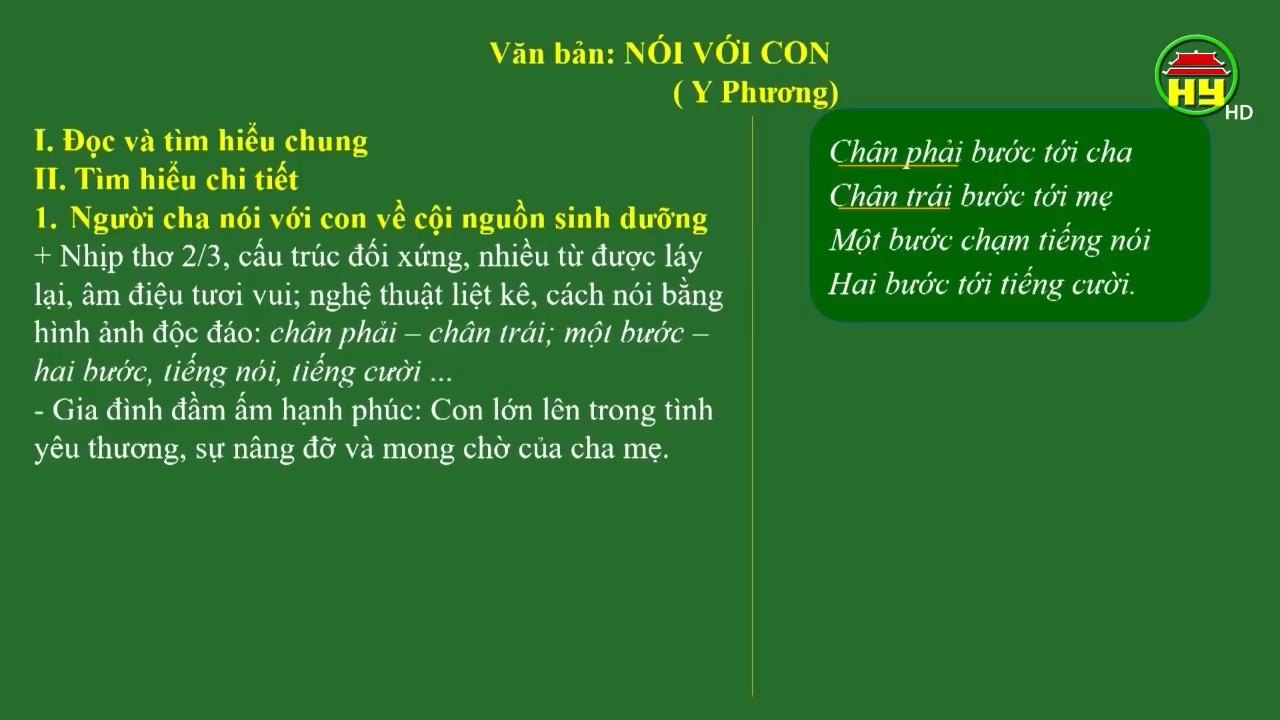 Văn bản: NÓI VỚI CON
( Y Phương)
HY
HD
I. Đọc và tìm hiểu chung
II. Tìm hiểu chi tiết
1. Người cha nói với con về cội nguồn sinh dưỡng
+ Nhịp thơ 2/3, cấu trúc đối xứng, nhiều từ được láy
lại, âm điệu tươi vui; nghệ thuật liệt kê, cách nói bằng
hình ảnh độc đáo: chân phải – chân trái; một bước –
hai bước, tiếng nói, tiếng cười ...
- Gia đình đầm ấm hạnh phúc: Con lớn lên trong tình
yêu thương, sự nâng đỡ và mong chờ của cha mẹ.
Chân phải bước tới cha
Chân trái bước tới mẹ
Một bước chạm tiếng nói
Hai bước tới tiếng cười.